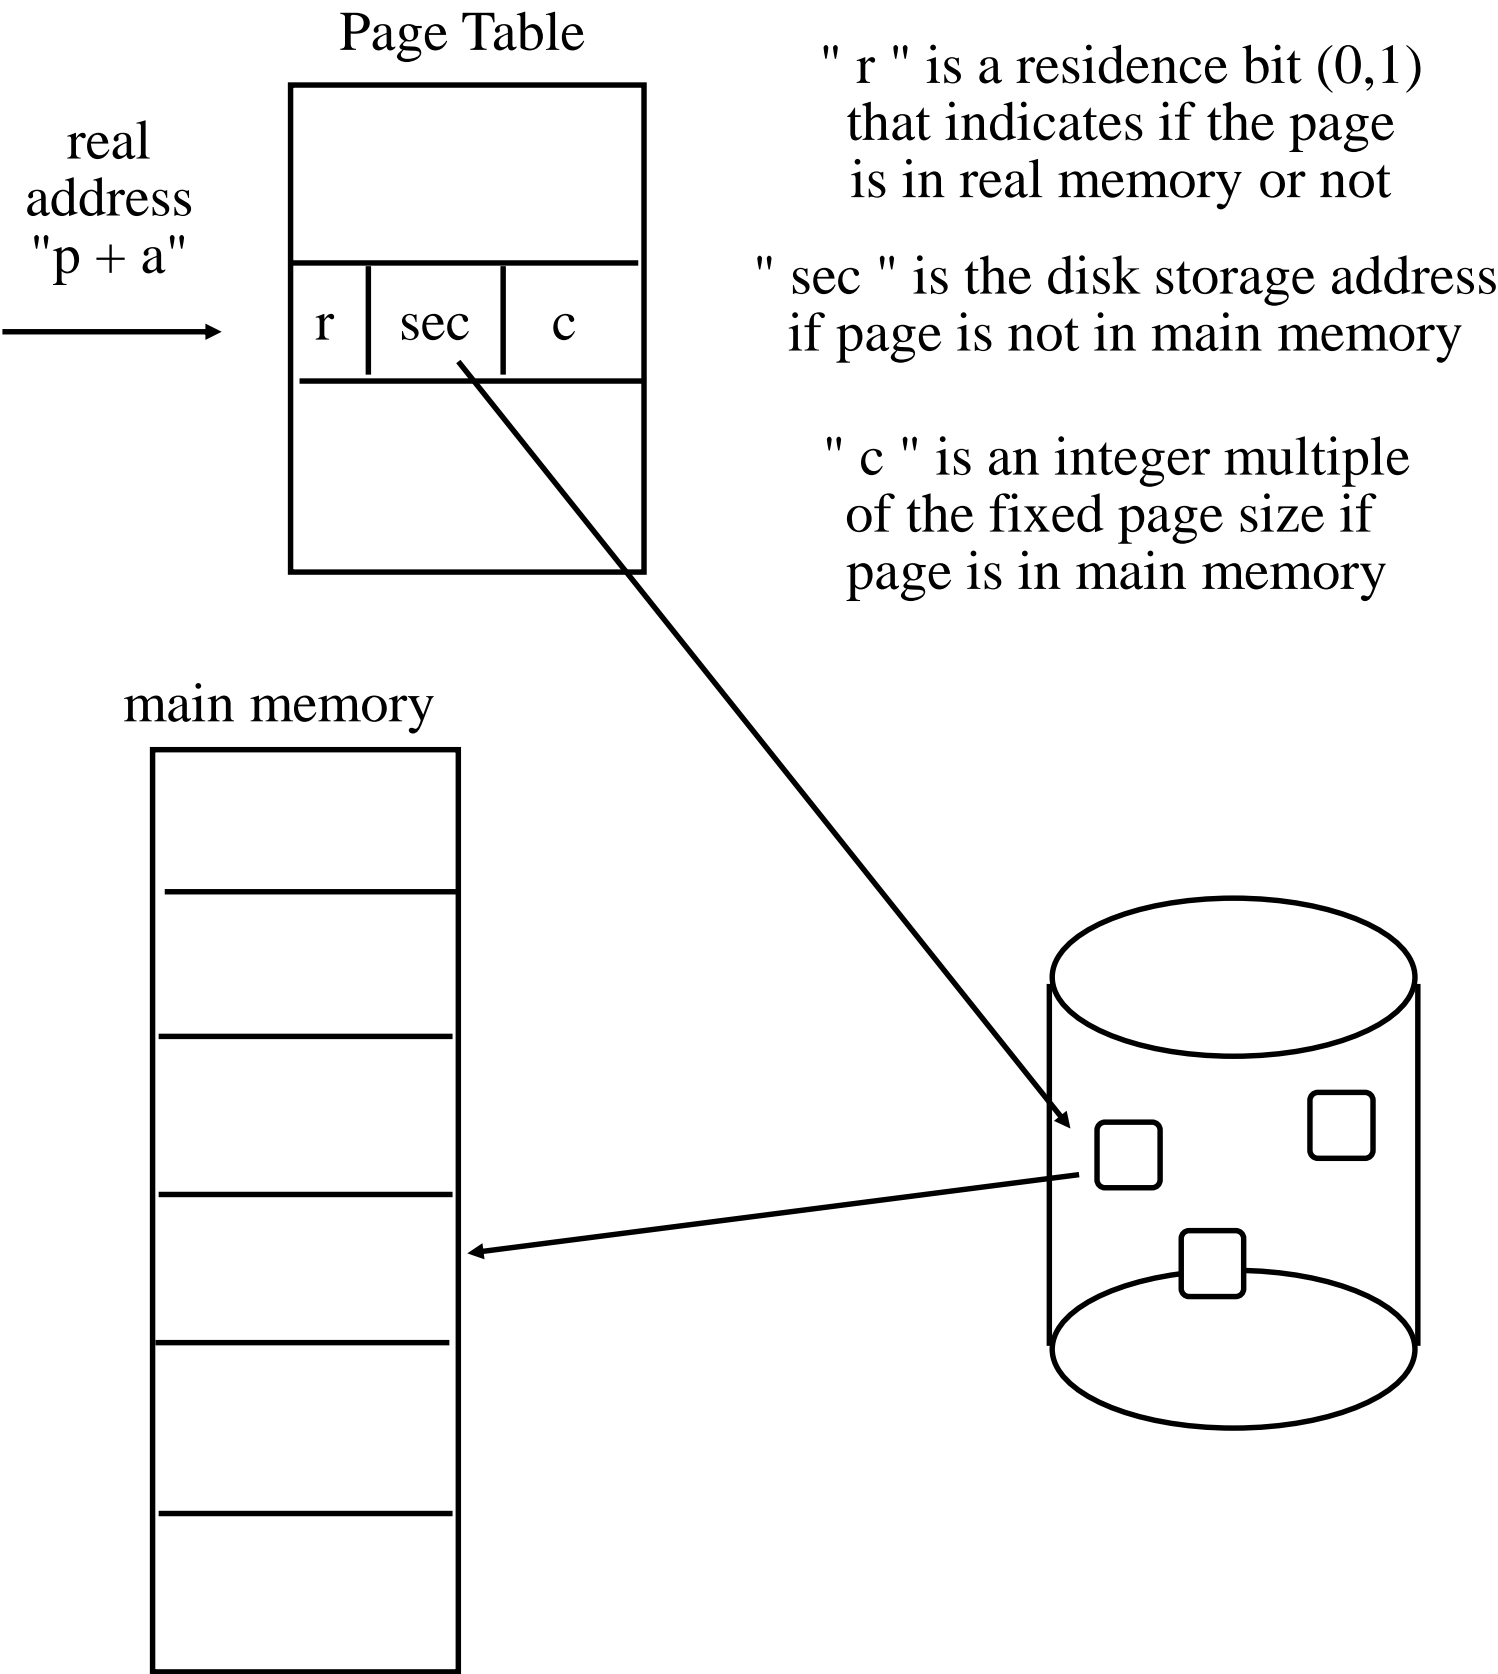 Page Table
real
address
"p + a"
r
sec
c
" r " is a residence bit (0,1)
that indicates if the page
is in real memory or not
" sec " is the disk storage address
if page is not in main memory
" c " is an integer multiple
of the fixed page size if
page is in main memory
main memory